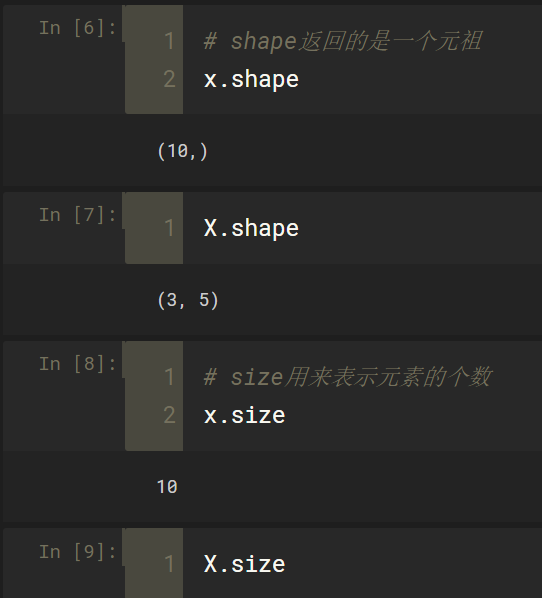 In [6]:
1 # shape返回的是一个元祖
2 x.shape
(10,)
In [7]:
1 X.shape
(3, 5)
In [8]:
1 # size用来表示元素的个数
2 x.size
10
In [9]:
1 X.size